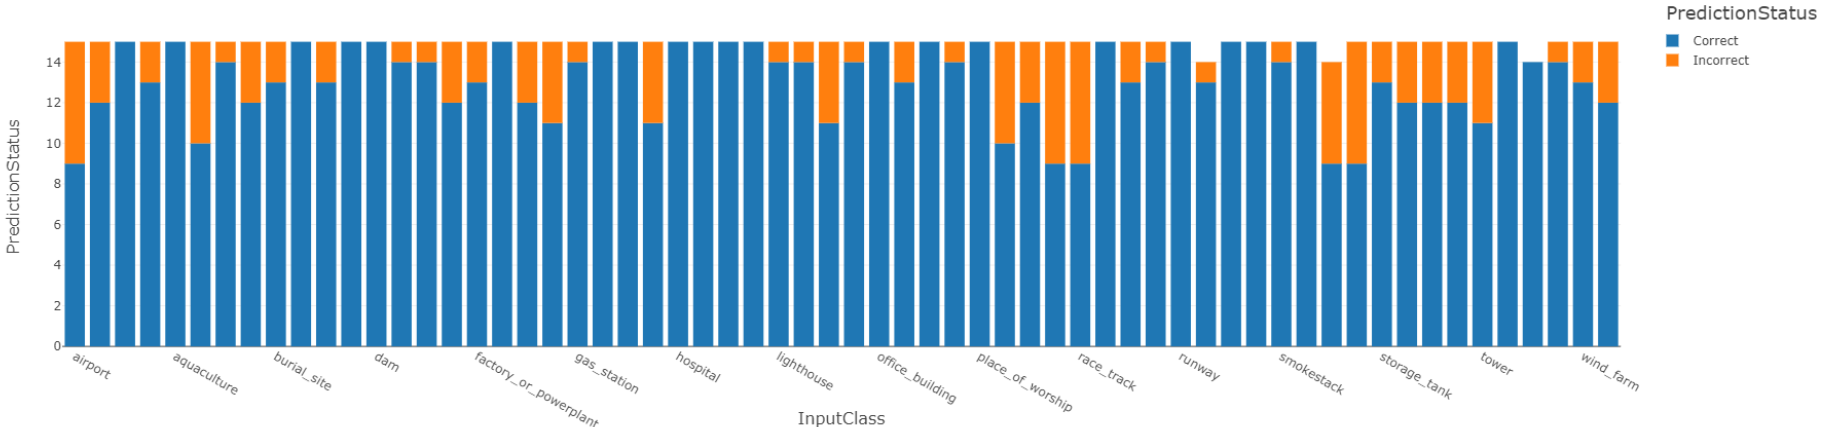 PredictionStatus
Correct
Incorrect
PredictionStatus
14
12
10
8
6
4
2
0
airport
aquaculture
burial_site
dam
factory_or_powerplant
gas_station
hospital
lighthouse
office_building
place_of_worship
race_track
runway
smokestack
storage_tank
tower
wind_farm
InputClass